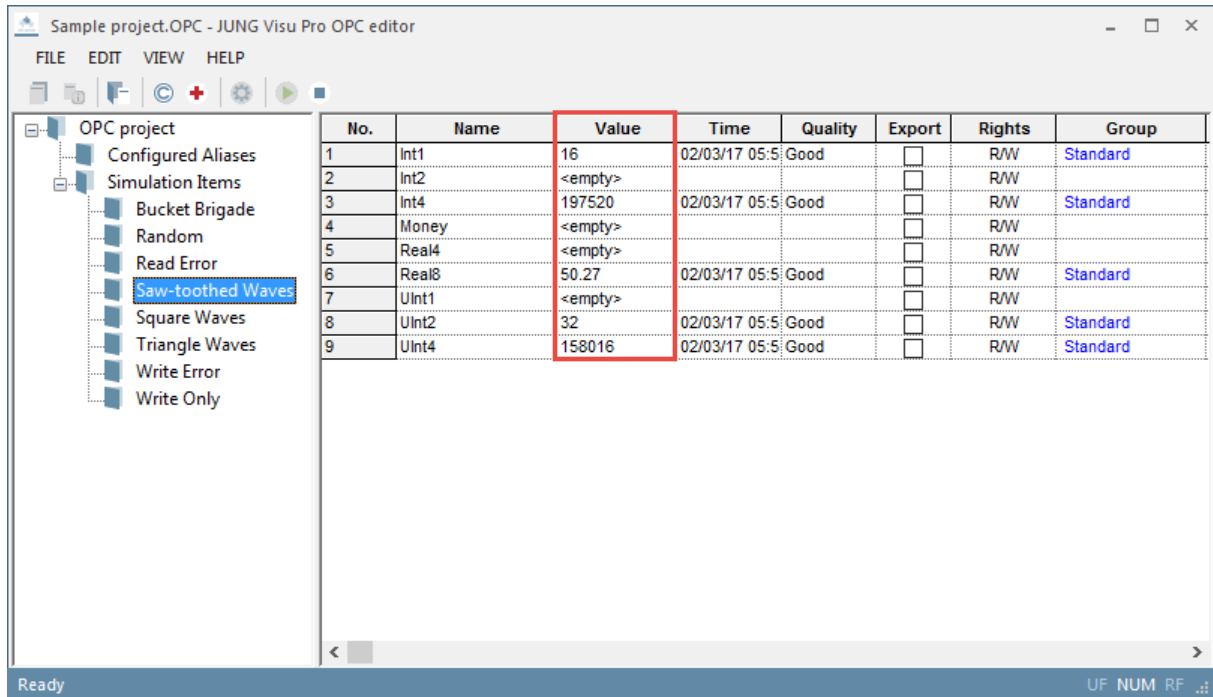 Sample project.OPC - JUNG Visu Pro OPC editor
FILE EDIT VIEW HELP
OPC project
Configured Aliases
Simulation Items
Bucket Brigade
Random
Read Error
Saw-toothed Waves
Square Waves
Triangle Waves
Write Error
Write Only
No. Name Value Time Quality Export Rights Group
1 Int1 16 02/03/17 05:5 Good R/W Standard
2 Int2 <empty> R/W
3 Int4 197520 02/03/17 05:5 Good R/W Standard
4 Money <empty> R/W
5 Real4 <empty> R/W
6 Real8 50.27 02/03/17 05:5 Good R/W Standard
7 UInt1 <empty> R/W
8 UInt2 32 02/03/17 05:5 Good R/W Standard
9 UInt4 158016 02/03/17 05:5 Good R/W Standard
Ready UF NUM RF